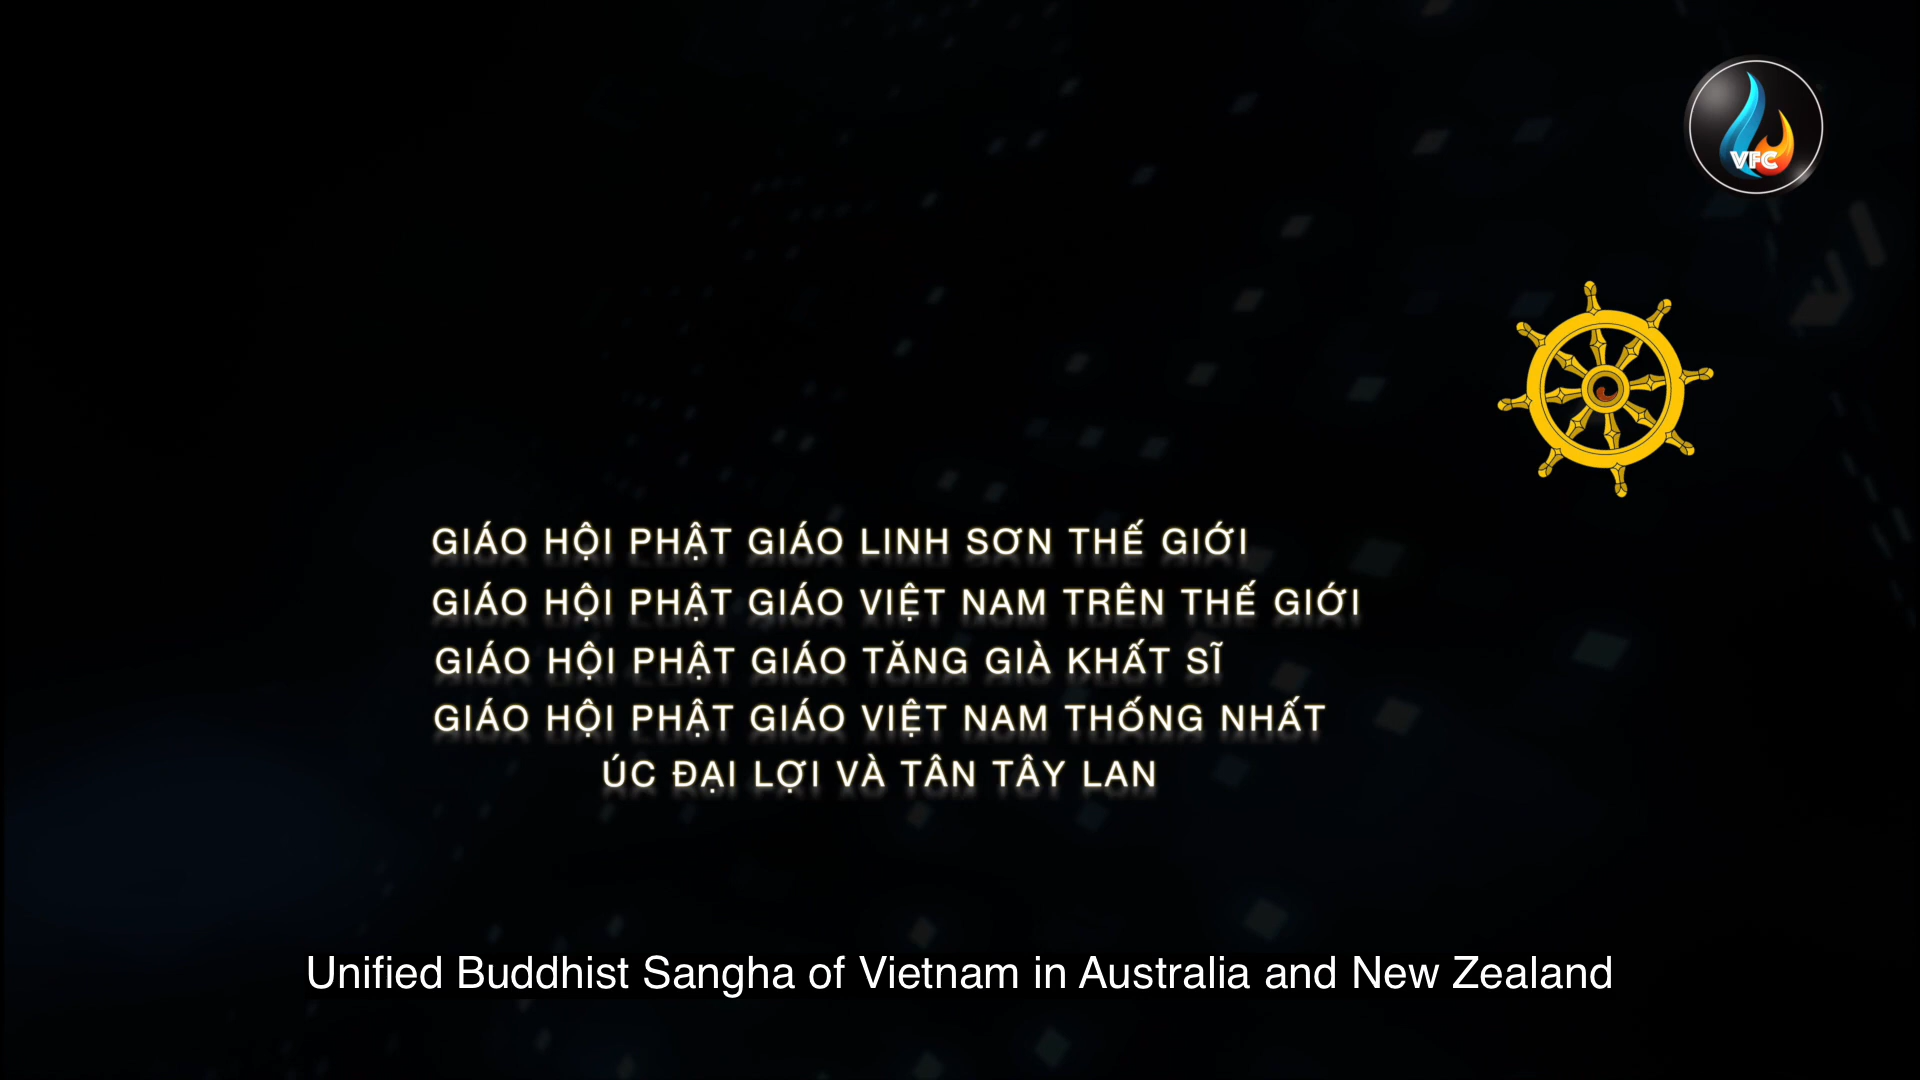 VFC
GIÁO HỘI PHẬT GIÁO LINH SƠN THẾ GIỚI
GIÁO HỘI PHẬT GIÁO VIỆT NAM TRÊN THẾ GIỚI
GIÁO HỘI PHẬT GIÁO TĂNG GIÀ KHẤT SĨ
GIÁO HỘI PHẬT GIÁO VIỆT NAM THỐNG NHẤT
ÚC ĐẠI LỢI VÀ TÂN TÂY LAN
Unified Buddhist Sangha of Vietnam in Australia and New Zealand